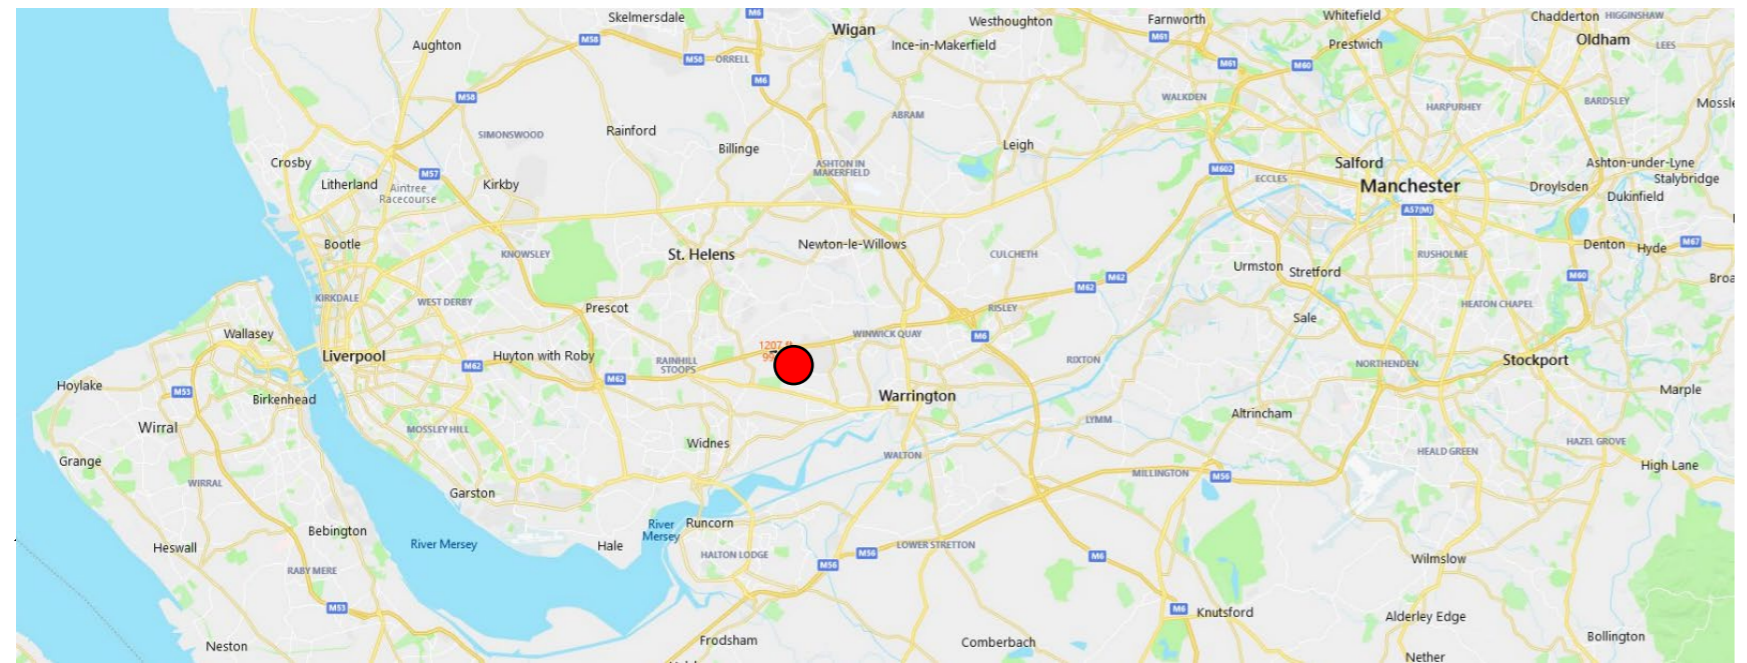 Skelmersdale
M6
Westhoughton
Farnworth
Whitefield
Chadderton
HIGGINSHAW
Wigan
Aughton
M58
Ince-in-Makerfield
M61
Prestwich
Oldham
LEES
M58
ORRELL
M61
M60
M6
M58
WALKDEN
HARPURHEY
BARDSLEY
ABRAM
SIMONSWOOD
Rainford
Billinge
Leigh
Crosby
ASHTON IN
MAKERFIELD
Salford
Ashton-under-Lyne
M57
M602
ECCLES
Stalybridge
Litherland
Aintree
Racecourse
Kirkby
Manchester
Droylsden
Dukinfield
A57(M)
Bootle
KNOWSLEY
St. Helens
Newton-le-Willows
CULCHETH
RUSHOLME
Denton
Hyde
M67
Urmston
Stretford
M62
M60
M62
KIRKDALE
WEST DERBY
Prescot
RISLEY
HEATON CHAPEL
Sale
Wallasey
WINWICK QUAY
M6
1207
Liverpool
Huyton with Roby
RAINHILL
STOOPS
RIXTON
NORTHENDEN
Stockport
M62
M62
Hoylake
M53
Birkenhead
Warrington
Marple
Wirral
MOSSLEY HILL
Altrincham
LYMM
Widnes
HAZEL GROVE
WALTON
HEALD GREEN
Grange
High Lane
WIRRAL
MILLINGTON
M56
Garston
Bebington
River
Mersey
Runcorn
Heswall
River Mersey
Hale
HALTON LODGE
M56
LOWER STRETTON
M6
M56
Wilmslow
RABY MERE
M53
M6
Knutsford
Alderley Edge
Neston
Frodsham
Comberbach
Bollington
Nether